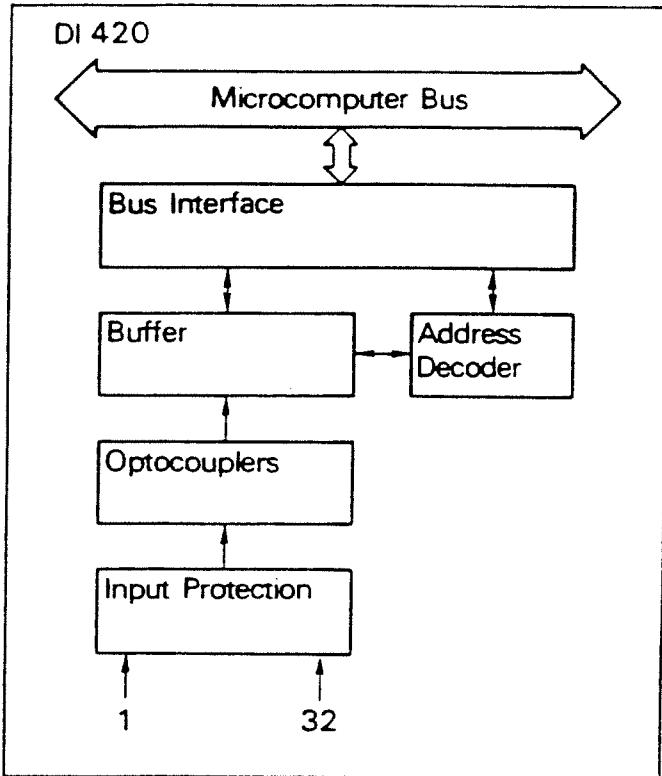 DI 420
Microcomputer Bus
Bus Interface
Buffer
Address
Decoder
Optocouplers
Input Protection
1
32